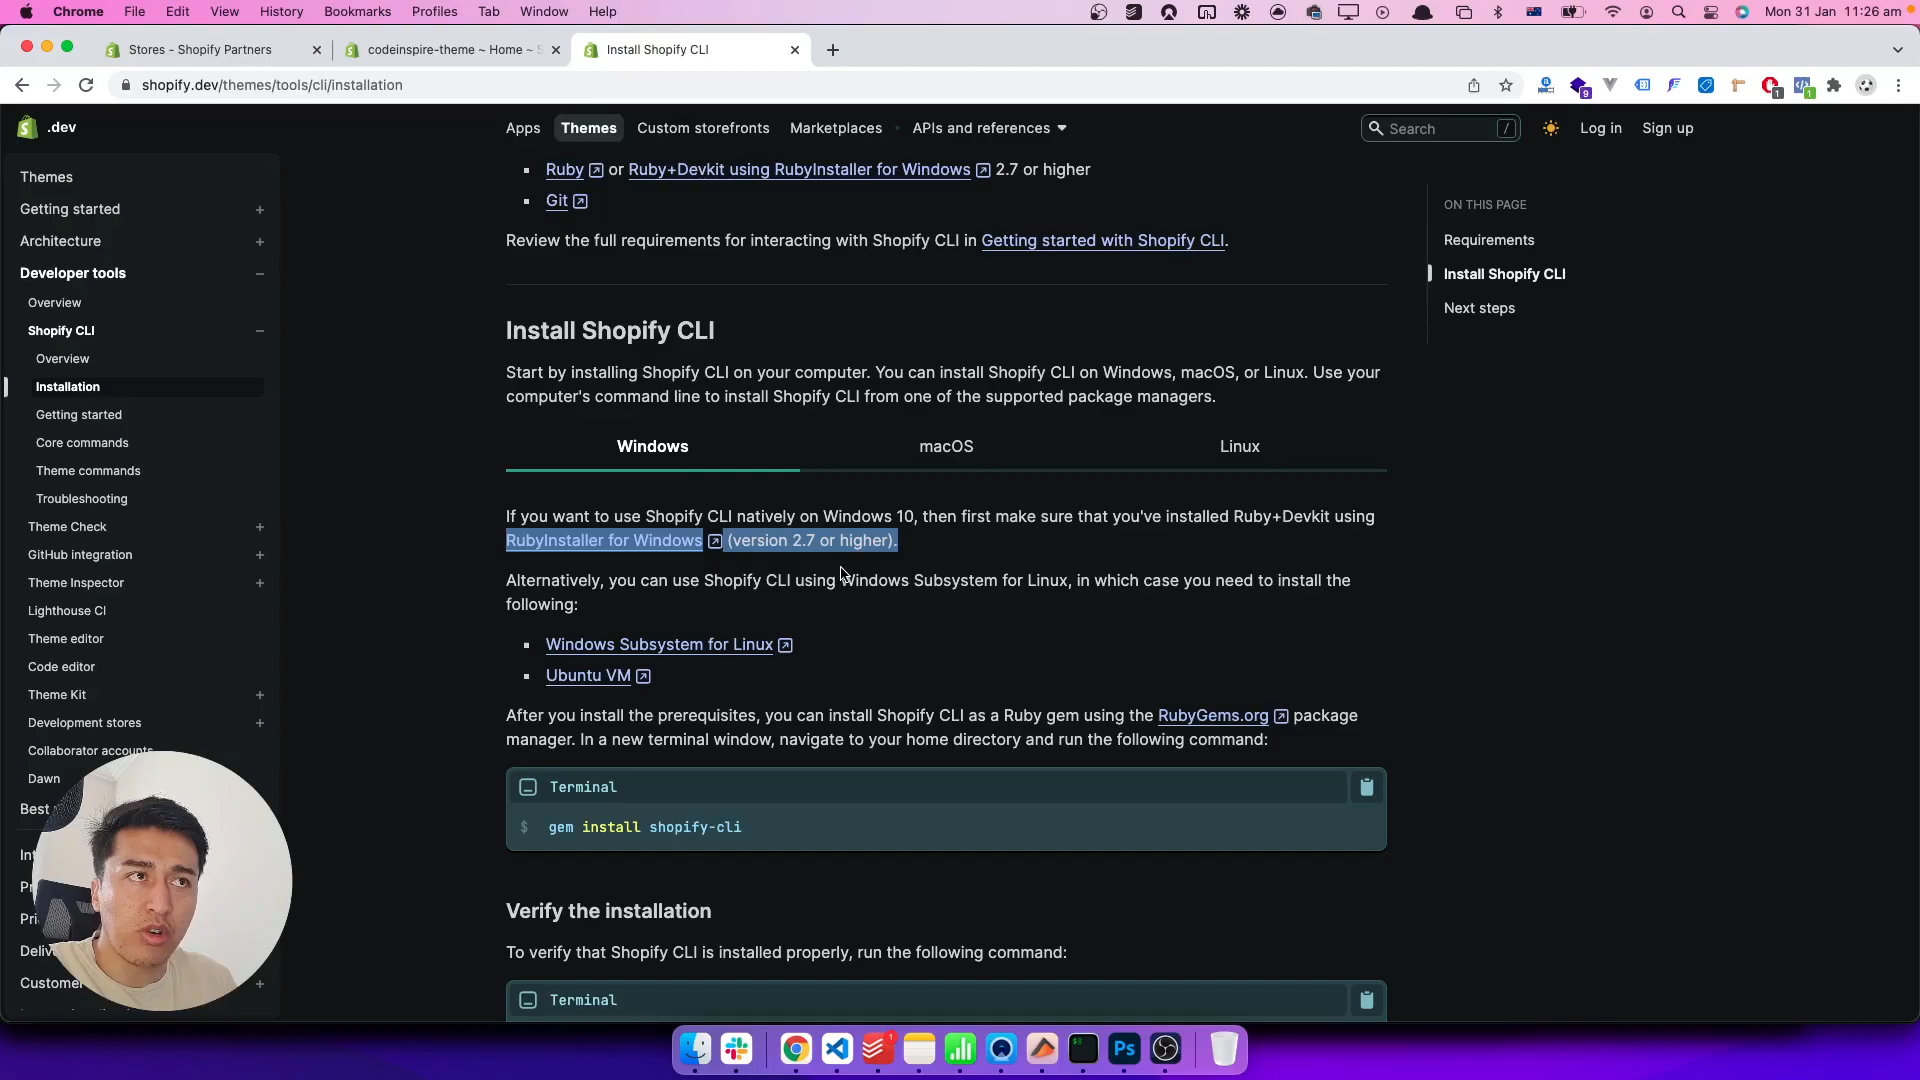 Chrome File Edit View History Bookmarks Profiles Tab Window Help Mon 31 Jan 11:26 am
Stores - Shopify Partners codeinspire-theme ~ Home ~ S Install Shopify CLI
shopify.dev/themes/tools/cli/installation
.dev Apps Themes Custom storefronts Marketplaces APIs and references Search / Log in Sign up
Themes
Getting started
Architecture
Developer tools
Overview
Shopify CLI
Overview
Installation
Getting started
Core commands
Theme commands
Troubleshooting
Theme Check
GitHub integration
Theme Inspector
Lighthouse CI
Theme editor
Code editor
Theme Kit
Development stores
Collaborator accounts
Dawn
Best
Int
Pr
Pri
Deliv
Customer
Ruby or Ruby+Devkit using RubyInstaller for Windows 2.7 or higher
Git
Review the full requirements for interacting with Shopify CLI in Getting started with Shopify CLI.
Install Shopify CLI
Start by installing Shopify CLI on your computer. You can install Shopify CLI on Windows, macOS, or Linux. Use your
computer's command line to install Shopify CLI from one of the supported package managers.
Windows macOS Linux
If you want to use Shopify CLI natively on Windows 10, then first make sure that you've installed Ruby+Devkit using
RubyInstaller for Windows (version 2.7 or higher).
Alternatively, you can use Shopify CLI using Windows Subsystem for Linux, in which case you need to install the
following:
Windows Subsystem for Linux
Ubuntu VM
After you install the prerequisites, you can install Shopify CLI as a Ruby gem using the RubyGems.org package
manager. In a new terminal window, navigate to your home directory and run the following command:
Terminal
$ gem install shopify-cli
Verify the installation
To verify that Shopify CLI is installed properly, run the following command:
Terminal
ON THIS PAGE
Requirements
Install Shopify CLI
Next steps
9
1
1
1
Ps